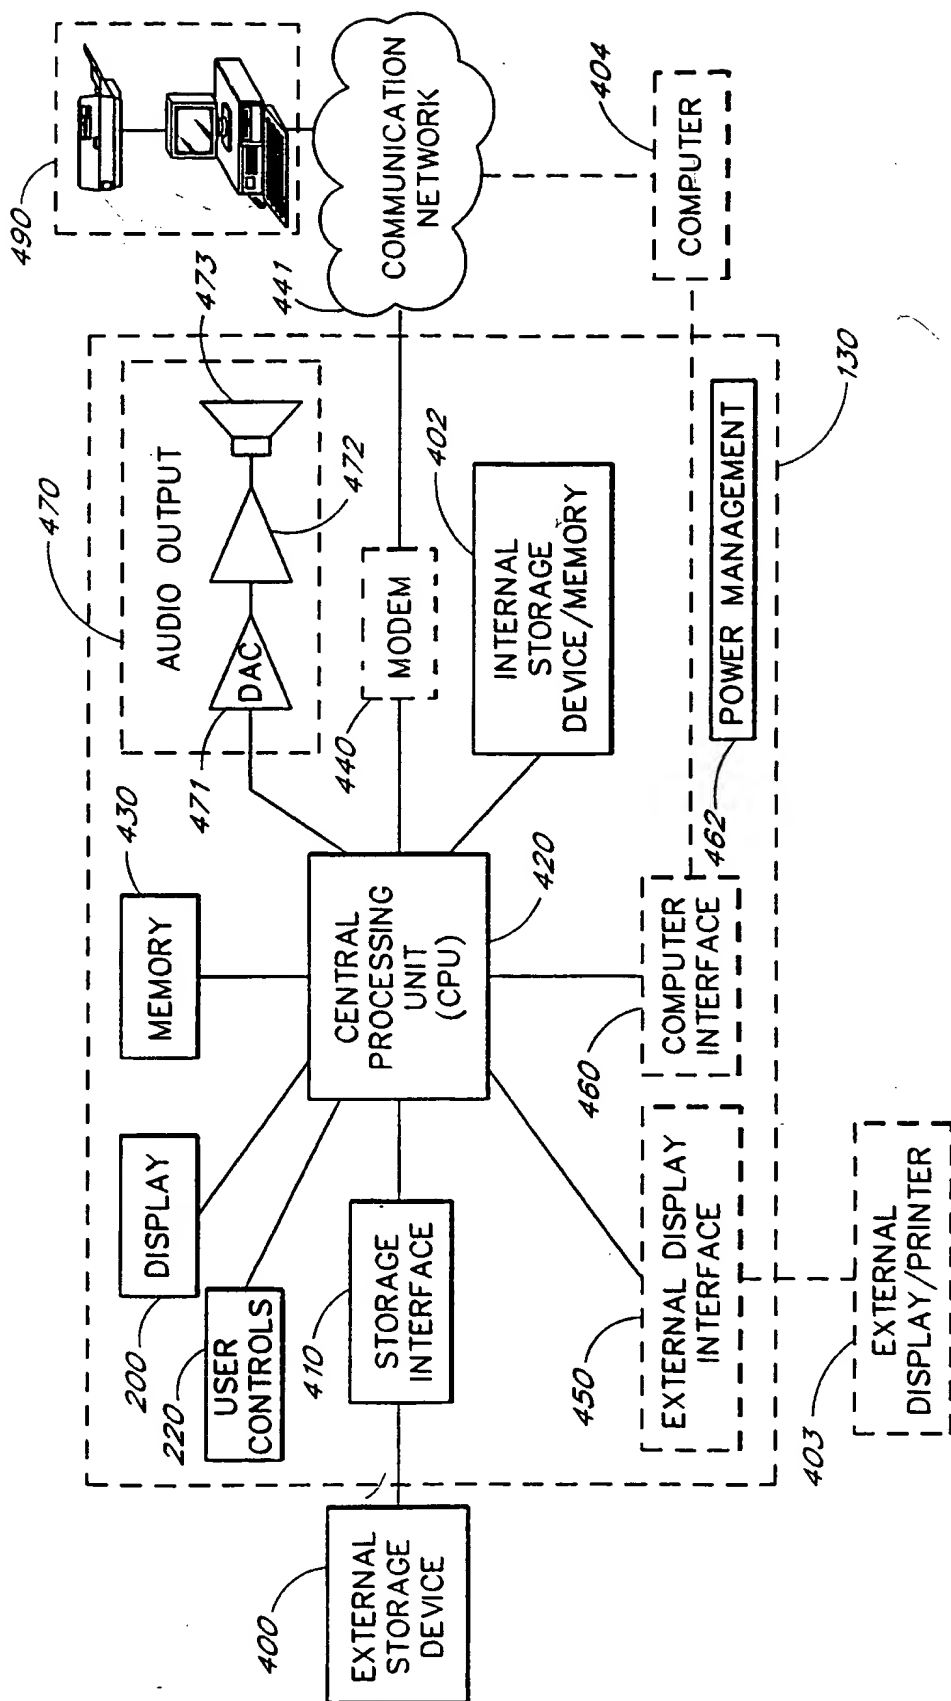 490
473
441
COMMUNICATION
NETWORK
404
COMPUTER
470
AUDIO OUTPUT
DAC
471
472
440
MODEM
402
INTERNAL
STORAGE
DEVICE/MEMORY
130
POWER MANAGEMENT
462
430
MEMORY
CENTRAL
PROCESSING
UNIT
(CPU)
420
460
COMPUTER
INTERFACE
DISPLAY
200
USER
CONTROLS
220
STORAGE
INTERFACE
410
EXTERNAL DISPLAY
INTERFACE
450
EXTERNAL
DISPLAY/PRINTER
403
EXTERNAL
STORAGE
DEVICE
400